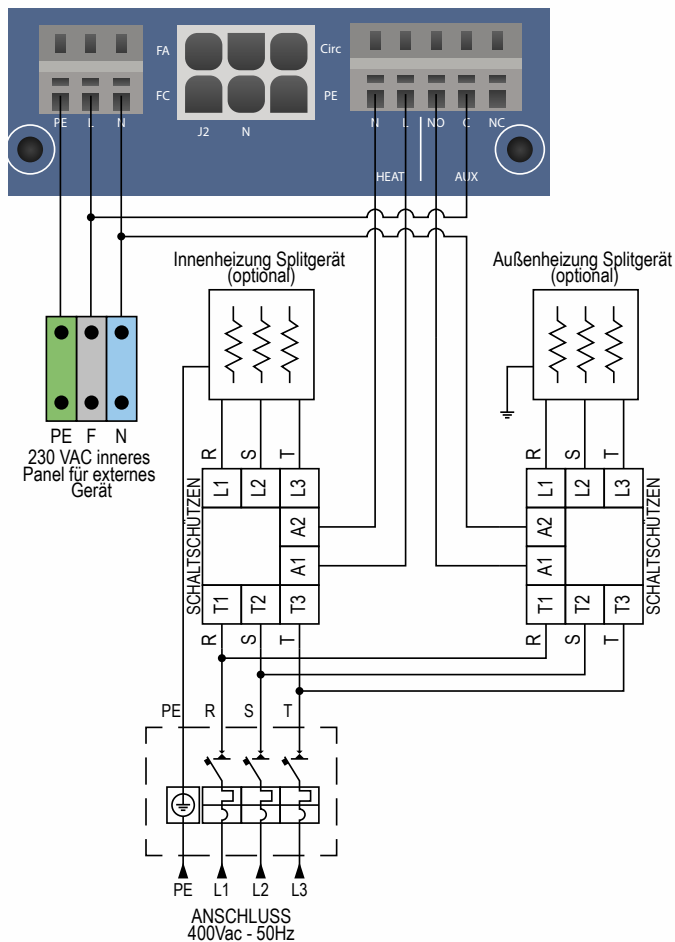 FA
Circ
FC
PE
PE L N
J2 N
N L NO C NC
HEAT AUX
Innenheizung Splitgerät
(optional)
Außenheizung Splitgerät
(optional)
PE F N
230 VAC inneres
Panel für externes
Gerät
R S T
L1 L2 L3
A2
A1
T1 T2 T3
SCHALTSCHÜTZEN
R S T
R S T
L1 L2 L3
A2
A1
T1 T2 T3
SCHALTSCHÜTZEN
R S T
PE R S T
PE L1 L2 L3
ANSCHLUSS
400Vac - 50Hz